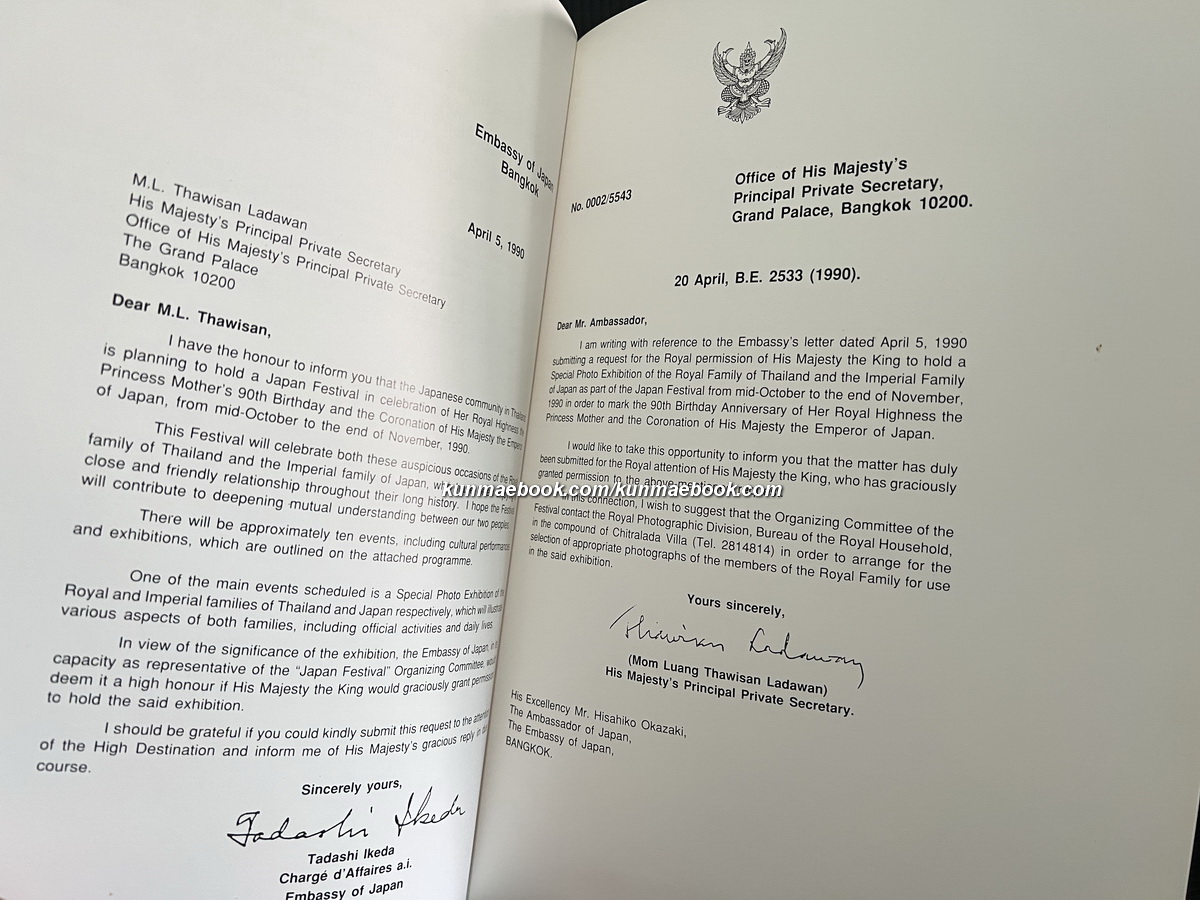 Embassy of Japan
Bangkok
April 5, 1990
M.L. Thawisan Ladawan
His Majesty's Principal Private Secretary
Office of His Majesty's Principal Private Secretary
The Grand Palace
Bangkok 10200
Dear M.L. Thawisan,
I have the honour to inform you that the Japanese community in
is planning to hold a Japan Festival in celebration of Her Royal Highness the
Princess Mother's 90th Birthday and the Coronation of His Majesty the Emperor
of Japan, from mid-October to the end of November, 1990.
This Festival will celebrate both these auspicious occasions of the
family of Thailand and the Imperial family of Japan,
close and friendly relationship throughout their long history. I hope the Festival
will contribute to deepening mutual understanding between our two peoples.
There will be approximately ten events, including cultural
and exhibitions, which are outlined on the attached programme.
One of the main events scheduled is a Special Photo Exhibition of the
Royal and Imperial families of Thailand and Japan respectively, which will
various aspects of both families, including official activities and daily lives.
In view of the significance of the exhibition, the Embassy of Japan,
capacity as representative of the "Japan Festival" Organizing Committee,
deem it a high honour if His Majesty the King would graciously grant
to hold the said exhibition.
I should be grateful if you could kindly submit this request to the
of the High Destination and inform me of His Majesty's gracious reply in
course.
Sincerely yours,
Tadashi Ikeda
Tadashi Ikeda
Chargé d'Affaires a.i.
Embassy of Japan
Office of His Majesty's
Principal Private Secretary,
Grand Palace, Bangkok 10200.
No. 0002/5543
20 April, B.E. 2533 (1990).
Dear Mr. Ambassador,
I am writing with reference to the Embassy's letter dated April 5, 1990
submitting a request for the Royal permission of His Majesty the King to hold a
Special Photo Exhibition of the Royal Family of Thailand and the Imperial Family
of Japan as part of the Japan Festival from mid-October to the end of November,
1990 in order to mark the 90th Birthday Anniversary of Her Royal Highness the
Princess Mother and the Coronation of His Majesty the Emperor of Japan.
I would like to take this opportunity to inform you that the matter has duly
been submitted for the Royal attention of His Majesty the King, who has graciously
granted permission to the
kunmaebook.com/kunmaebook.com
In this connection, I wish to suggest that the Organizing Committee of the
Festival contact the Royal Photographic Division, Bureau of the Royal Household,
in the compound of Chitralada Villa (Tel. 2814814) in order to arrange for the
selection of appropriate photographs of the members of the Royal Family for use
in the said exhibition.
Yours sincerely,
Thawisan Ladawan
(Mom Luang Thawisan Ladawan)
His Majesty's Principal Private Secretary.
His Excellency Mr. Hisahiko Okazaki,
The Ambassador of Japan,
The Embassy of Japan,
BANGKOK.